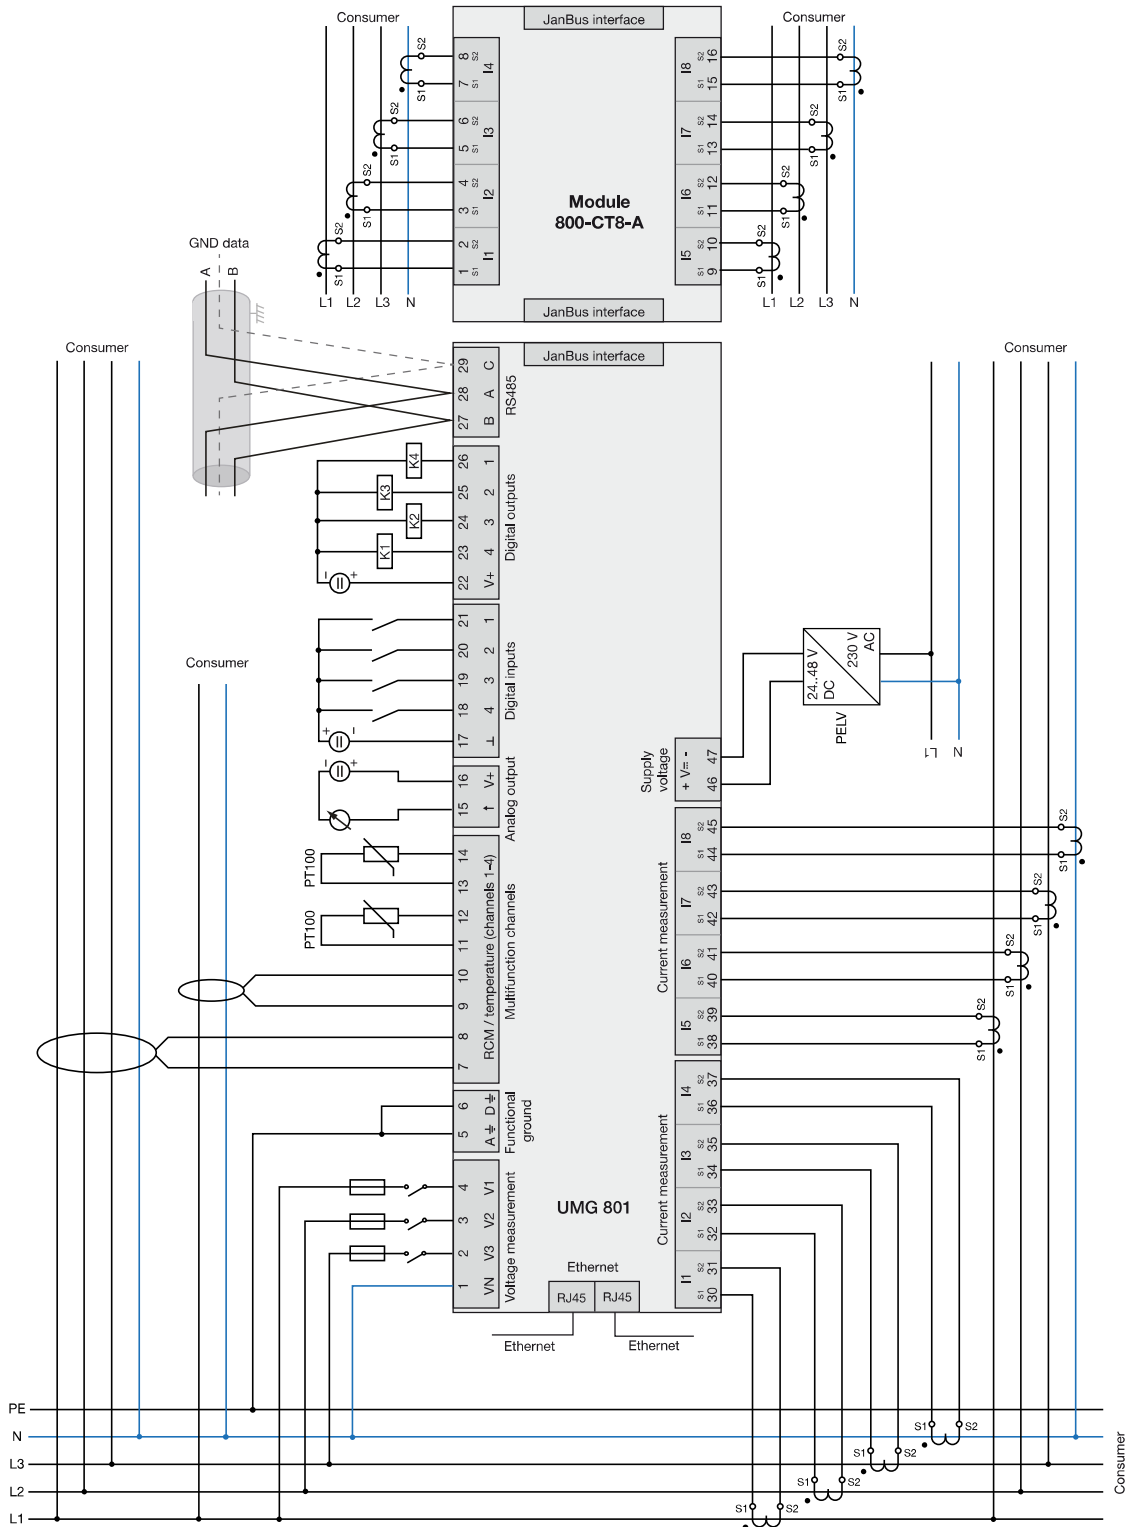 Consumer
JanBus interface
Consumer
S2
S1
8 S2
7 S1
I4
S2
S1
6 S2
5 S1
I3
S2
S1
4 S2
3 S1
I2
S2
S1
2 S2
1 S1
I1
L1 L2 L3 N
Module
800-CT8-A
I8
S2 16
S1 15
S2
S1
I7
S2 14
S1 13
S2
S1
I6
S2 12
S1 11
S2
S1
I5
S2 10
S1 9
S2
S1
L1 L2 L3 N
JanBus interface
GND data
A B
Consumer
JanBus interface
Consumer
29 C
28 A
27 B
RS485
K4
K3
K2
K1
26 1
25 2
24 3
23 4
22 V+
Digital outputs
- +
21 1
20 2
19 3
18 4
17 ⊥
Digital inputs
+ -
Consumer
- +
16 V+
15 ↑
Analog output
PT100
PT100
14
13
12
11
10
9
8
7
RCM / temperature (channels 1-4)
Multifunction channels
6 D
5 A
Functional
ground
4 V1
3 V2
2 V3
1 VN
Voltage measurement
24..48 V
DC
230 V
AC
PELV
L1 N
Supply
voltage
+ V= -
47
46
Current measurement
I8
S2 45
S1 44
S2
S1
I7
S2 43
S1 42
S2
S1
I6
S2 41
S1 40
S2
S1
I5
S2 39
S1 38
S2
S1
Current measurement
I4
S2 37
S1 36
I3
S2 35
S1 34
I2
S2 33
S1 32
I1
S2 31
S1 30
UMG 801
Ethernet
RJ45 RJ45
Ethernet
Ethernet
PE
N
L3
L2
L1
S1 S2
S1 S2
S1 S2
S1 S2
Consumer